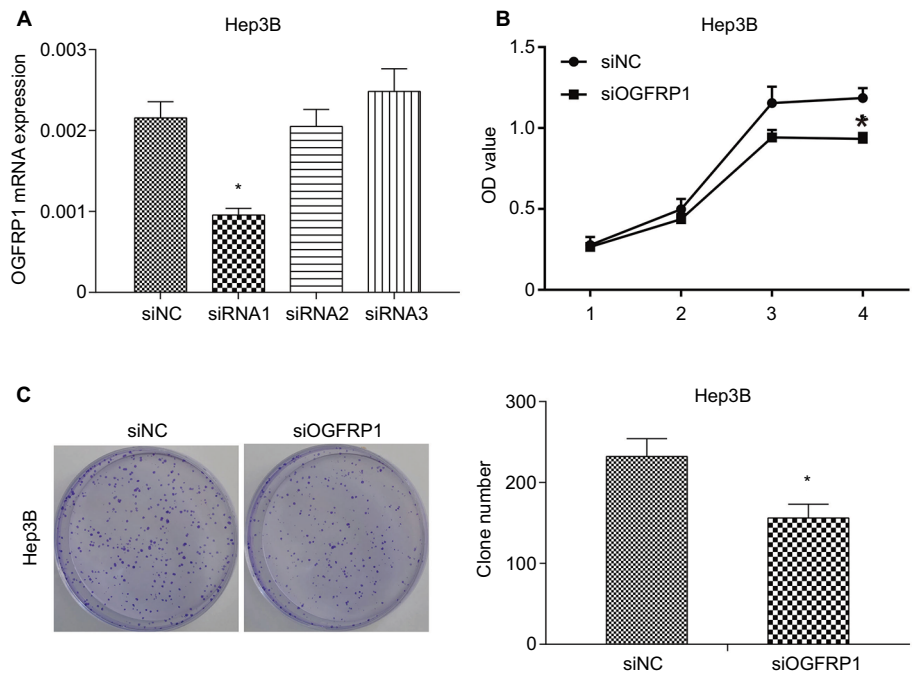 A
Hep3B
OGFRP1 mRNA expression
0.003
0.002
0.001
0
*
siNC
siRNA1
siRNA2
siRNA3
B
Hep3B
siNC
siOGFRP1
OD value
1.5
1.0
0.5
0
*
1
2
3
4
C
siNC
siOGFRP1
Hep3B
Hep3B
Clone number
300
200
100
0
*
siNC
siOGFRP1